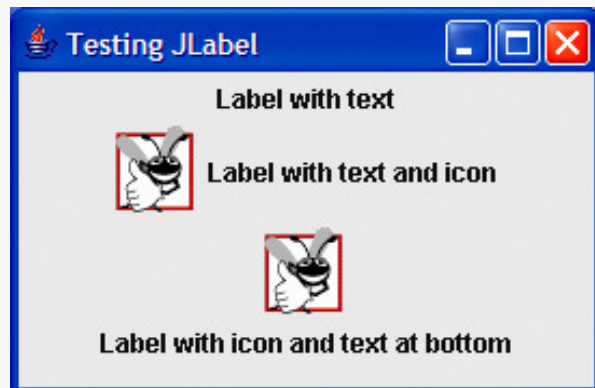 Testing JLabel
Label with text
Label with text and icon
Label with icon and text at bottom